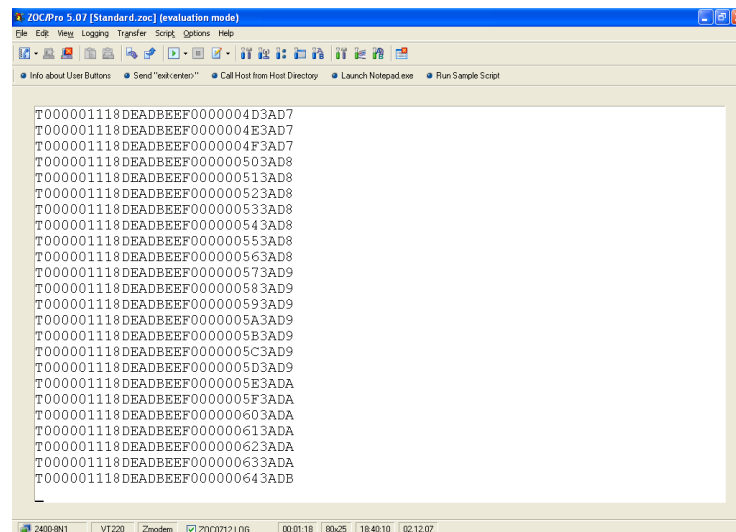 ZOC/Pro 5.07 [Standard.zoc] (evaluation mode)
File Edit View Logging Transfer Script Options Help
Info about User Buttons Send "exit<enter>" Call Host from Host Directory Launch Notepad.exe Run Sample Script
T000001118DEADBEEF0000004D3AD7
T000001118DEADBEEF0000004E3AD7
T000001118DEADBEEF0000004F3AD7
T000001118DEADBEEF000000503AD8
T000001118DEADBEEF000000513AD8
T000001118DEADBEEF000000523AD8
T000001118DEADBEEF000000533AD8
T000001118DEADBEEF000000543AD8
T000001118DEADBEEF000000553AD8
T000001118DEADBEEF000000563AD8
T000001118DEADBEEF000000573AD9
T000001118DEADBEEF000000583AD9
T000001118DEADBEEF000000593AD9
T000001118DEADBEEF0000005A3AD9
T000001118DEADBEEF0000005B3AD9
T000001118DEADBEEF0000005C3AD9
T000001118DEADBEEF0000005D3AD9
T000001118DEADBEEF0000005E3ADA
T000001118DEADBEEF0000005F3ADA
T000001118DEADBEEF000000603ADA
T000001118DEADBEEF000000613ADA
T000001118DEADBEEF000000623ADA
T000001118DEADBEEF000000633ADA
T000001118DEADBEEF000000643ADB
2400-8N1 VT220 Zmodem ZOC0712.LOG 00:01:18 80x25 18:40:10 02.12.07